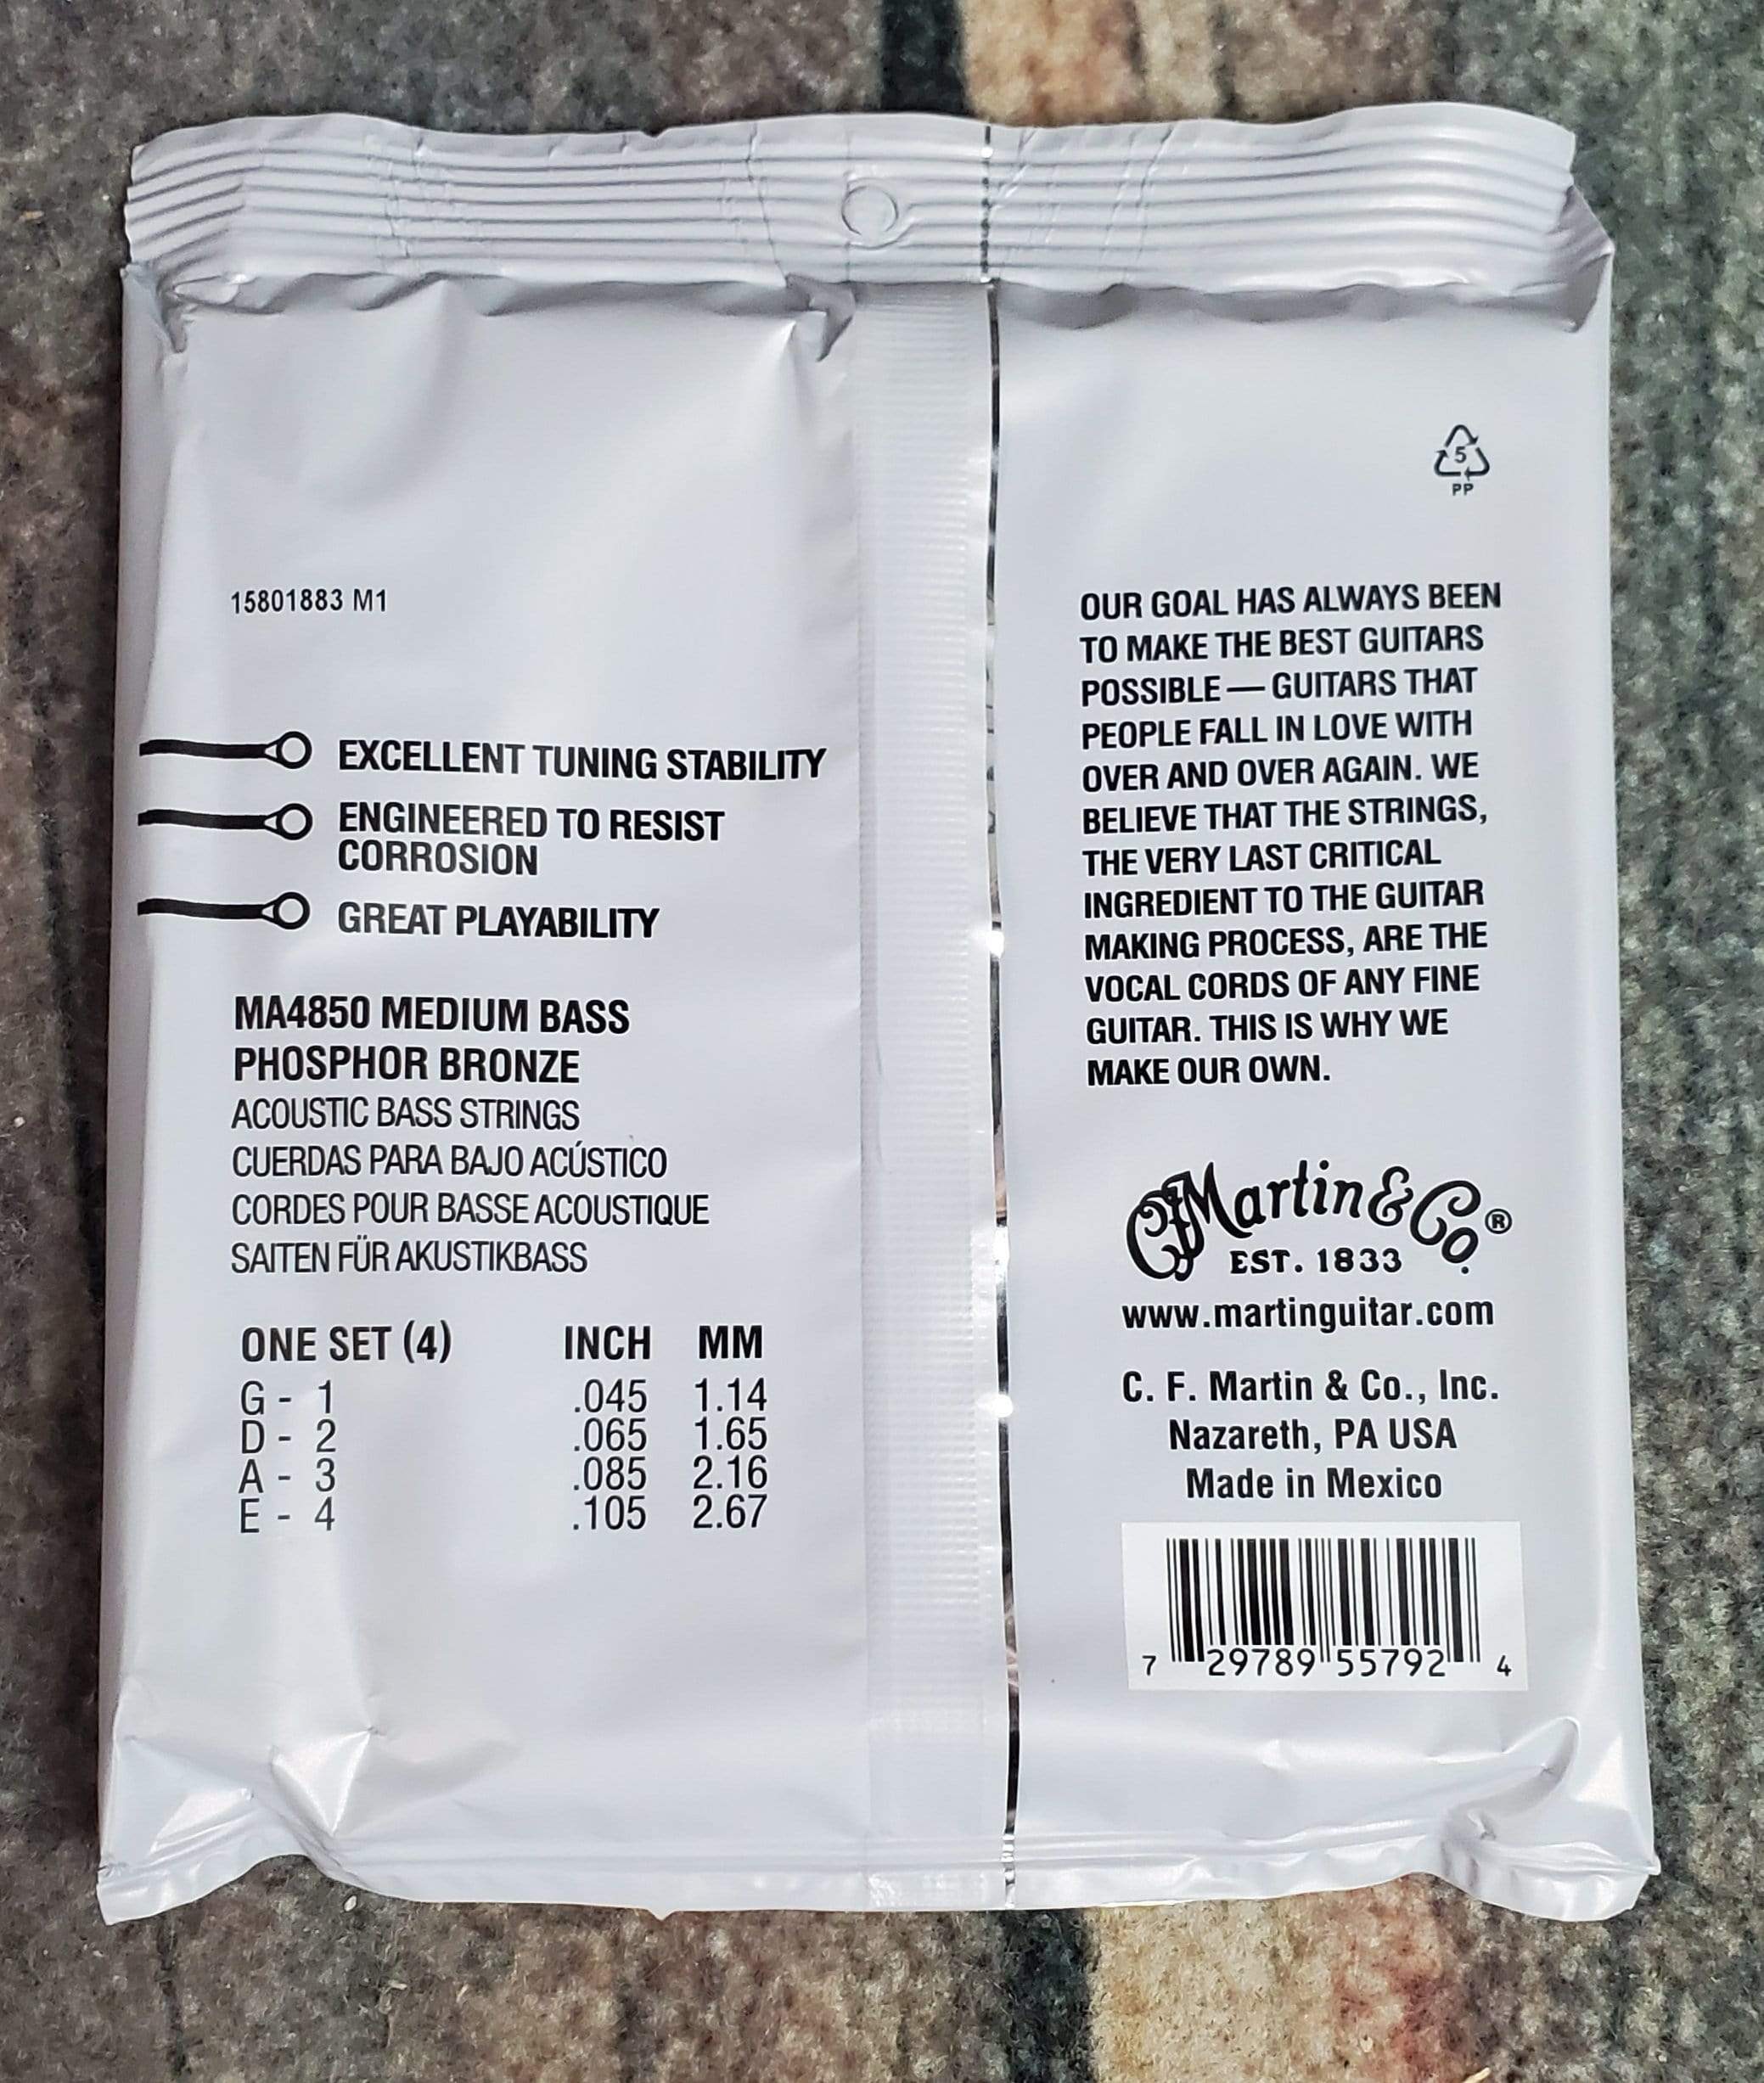 15801883 M1
EXCELLENT TUNING STABILITY
ENGINEERED TO RESIST
CORROSION
GREAT PLAYABILITY
MA4850 MEDIUM BASS
PHOSPHOR BRONZE
ACOUSTIC BASS STRINGS
CUERDAS PARA BAJO ACÚSTICO
CORDES POUR BASSE ACOUSTIQUE
SAITEN FÜR AKUSTIKBASS
ONE SET (4) INCH MM
G - 1 .045 1.14
D - 2 .065 1.65
A - 3 .085 2.16
E - 4 .105 2.67
5
PP
OUR GOAL HAS ALWAYS BEEN
TO MAKE THE BEST GUITARS
POSSIBLE — GUITARS THAT
PEOPLE FALL IN LOVE WITH
OVER AND OVER AGAIN. WE
BELIEVE THAT THE STRINGS,
THE VERY LAST CRITICAL
INGREDIENT TO THE GUITAR
MAKING PROCESS, ARE THE
VOCAL CORDS OF ANY FINE
GUITAR. THIS IS WHY WE
MAKE OUR OWN.
CF Martin & Co.®
EST. 1833
www.martinguitar.com
C. F. Martin & Co., Inc.
Nazareth, PA USA
Made in Mexico
7 29789 55792 4